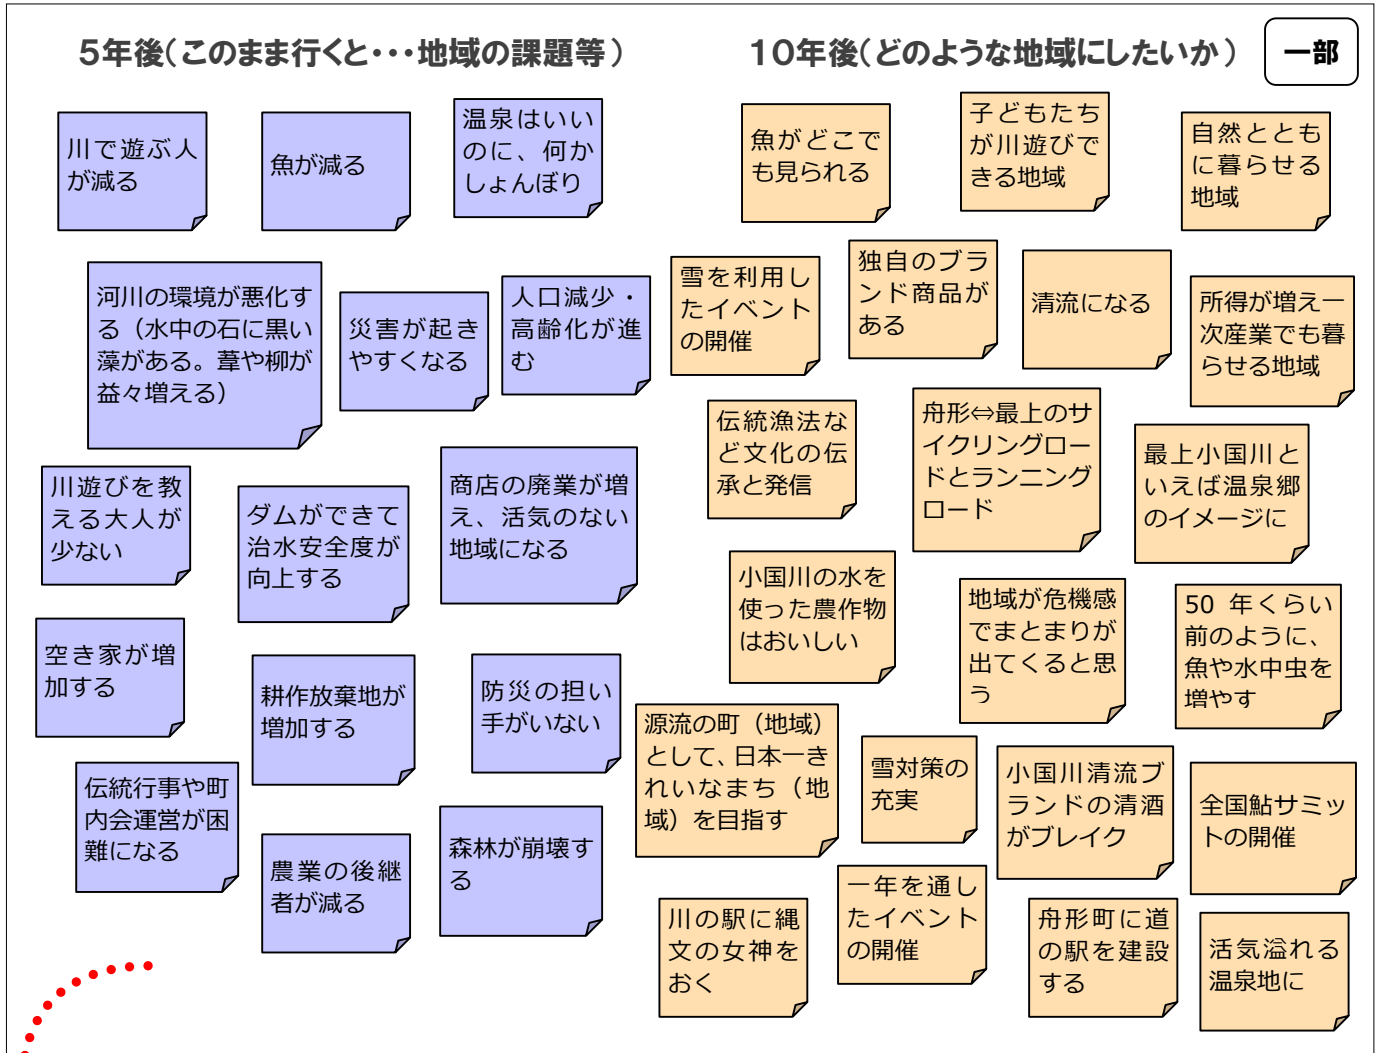 5年後(このまま行くと・・・地域の課題等)
10年後(どのような地域にしたいか)
一部
川で遊ぶ人
が減る
魚が減る
温泉はいい
のに、何か
しょんぼり
河川の環境が悪化す
る(水中の石に黒い
藻がある。葦や柳が
益々増える)
災害が起き
やすくなる
人口減少・
高齢化が進
む
川遊びを教
える大人が
少ない
ダムができて
治水安全度が
向上する
商店の廃業が増
え、活気のない
地域になる
空き家が増
加する
耕作放棄地が
増加する
防災の担い
手がいない
伝統行事や町
内会運営が困
難になる
農業の後継
者が減る
森林が崩壊す
る
魚がどこで
も見られる
子どもたち
が川遊びで
きる地域
自然ととも
に暮らせる
地域
雪を利用し
たイベント
の開催
独自のブラ
ンド商品が
ある
清流になる
所得が増え一
次産業でも暮
らせる地域
伝統漁法な
ど文化の伝
承と発信
舟形⇔最上のサ
イクリングロー
ドとランニング
ロード
最上小国川と
いえば温泉郷
のイメージに
小国川の水を
使った農作物
はおいしい
地域が危機感
でまとまりが
出てくると思
う
50 年くらい
前のように、
魚や水中虫を
増やす
源流の町(地域)
として、日本一き
れいなまち(地
域)を目指す
雪対策の
充実
小国川清流ブ
ランドの清酒
がブレイク
全国鮎サミッ
トの開催
川の駅に縄
文の女神を
おく
一年を通し
たイベント
の開催
舟形町に道
の駅を建設
する
活気溢れる
温泉地に